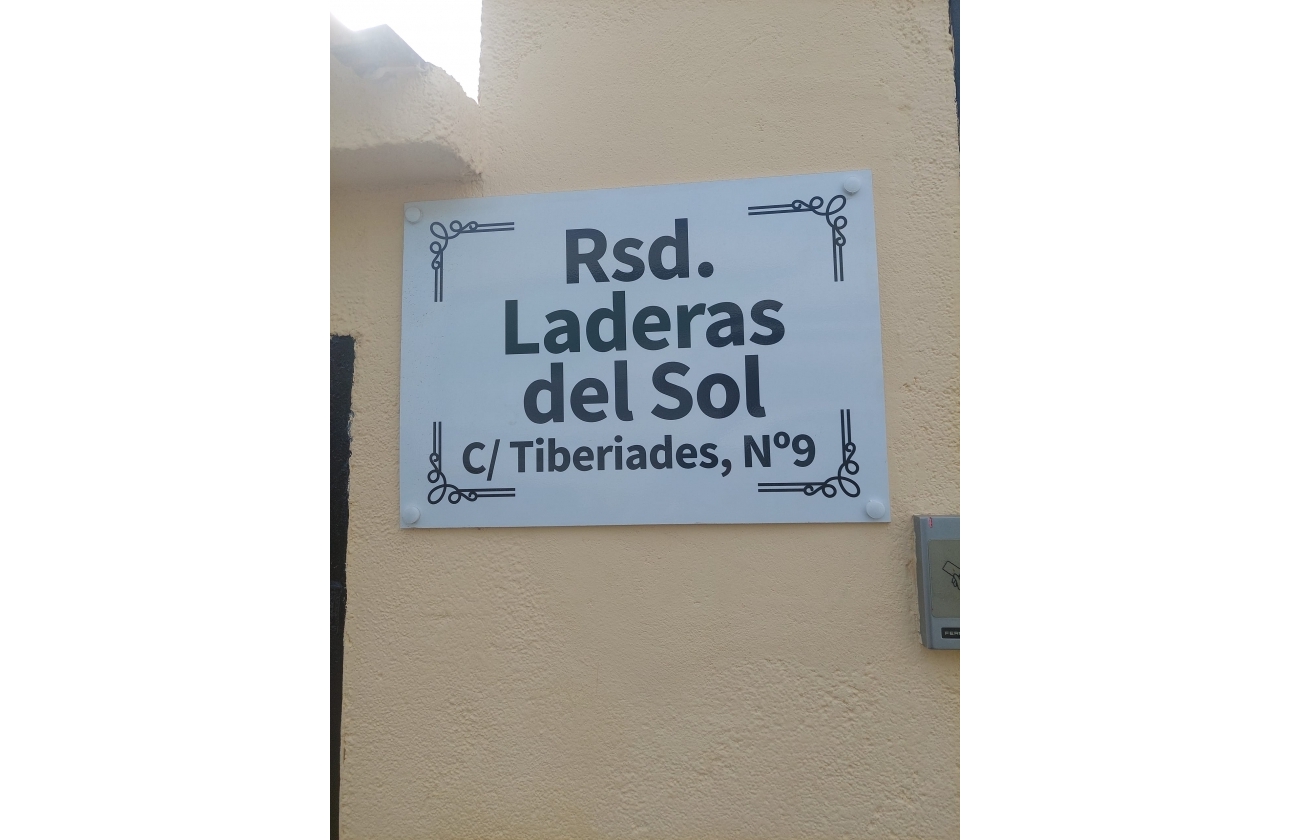 Rsd.
Laderas
del Sol
C/ Tiberiades, Nº9